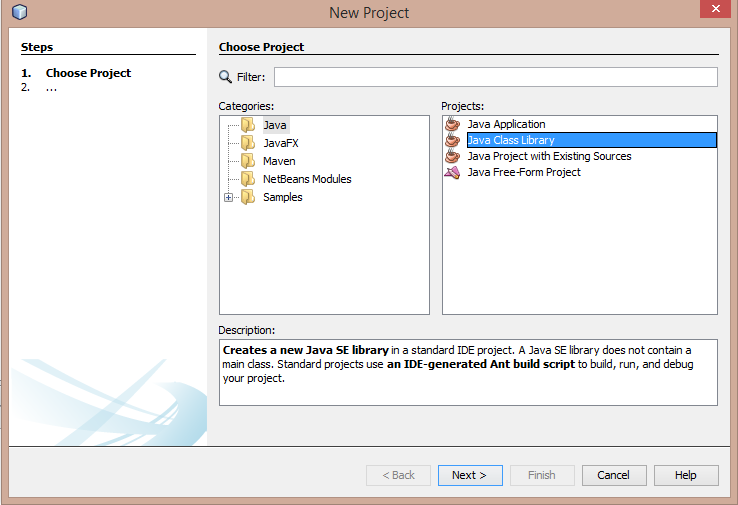 New Project
Steps
1. Choose Project
2. ...
Choose Project
Filter:
Categories:
Java
JavaFX
Maven
NetBeans Modules
Samples
Projects:
Java Application
Java Class Library
Java Project with Existing Sources
Java Free-Form Project
Description:
Creates a new Java SE library in a standard IDE project. A Java SE library does not contain a
main class. Standard projects use an IDE-generated Ant build script to build, run, and debug
your project.
< Back
Next >
Finish
Cancel
Help